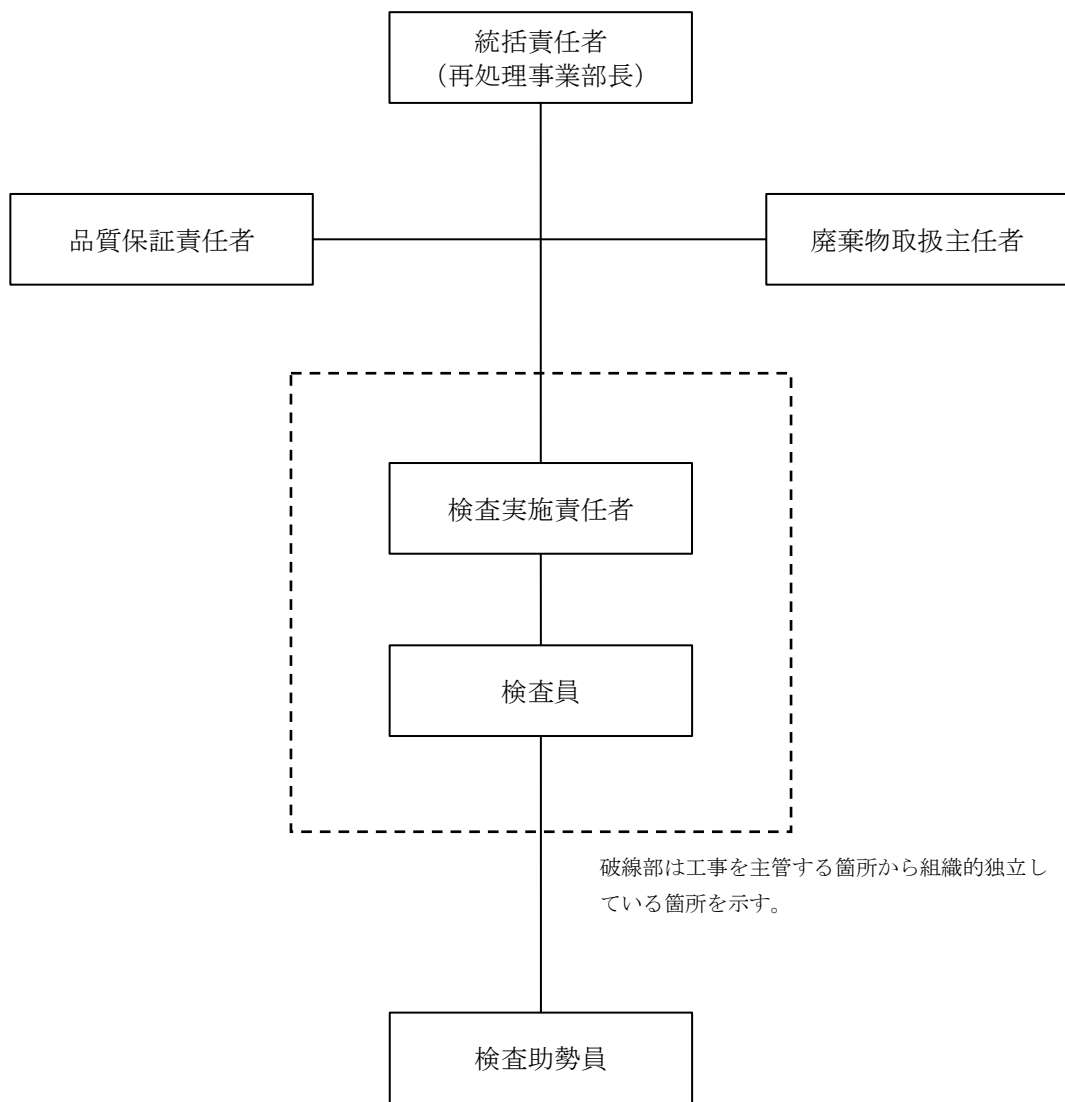 統括責任者
（再処理事業部長）
品質保証責任者
廃棄物取扱主任者
検査実施責任者
検査員
破線部は工事を主管する箇所から組織的独立し
ている箇所を示す。
検査助勢員